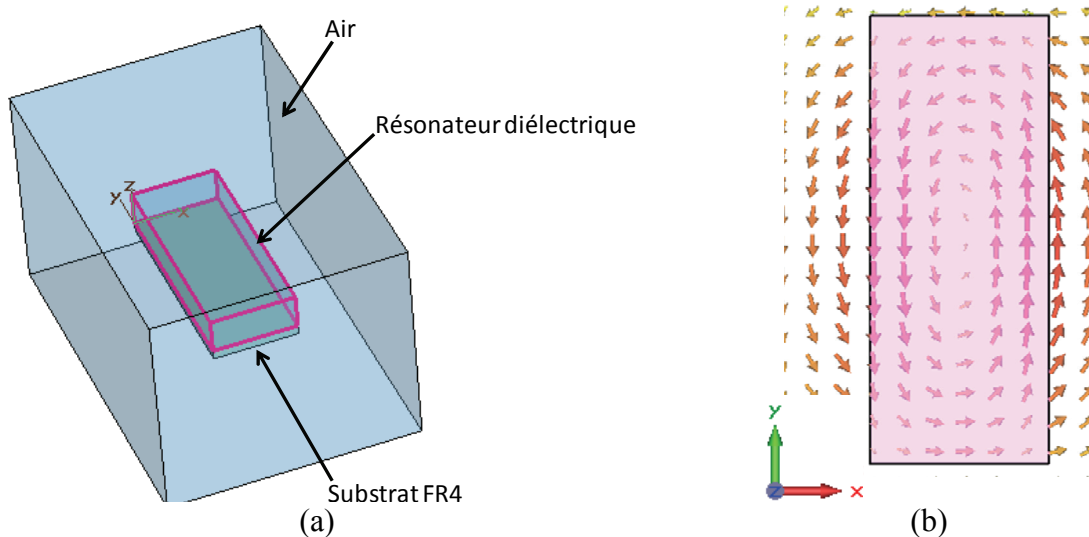 Air
Résonateur diélectrique
z
Y
x
Substrat FR4
(a)
Y
Z
X
(b)